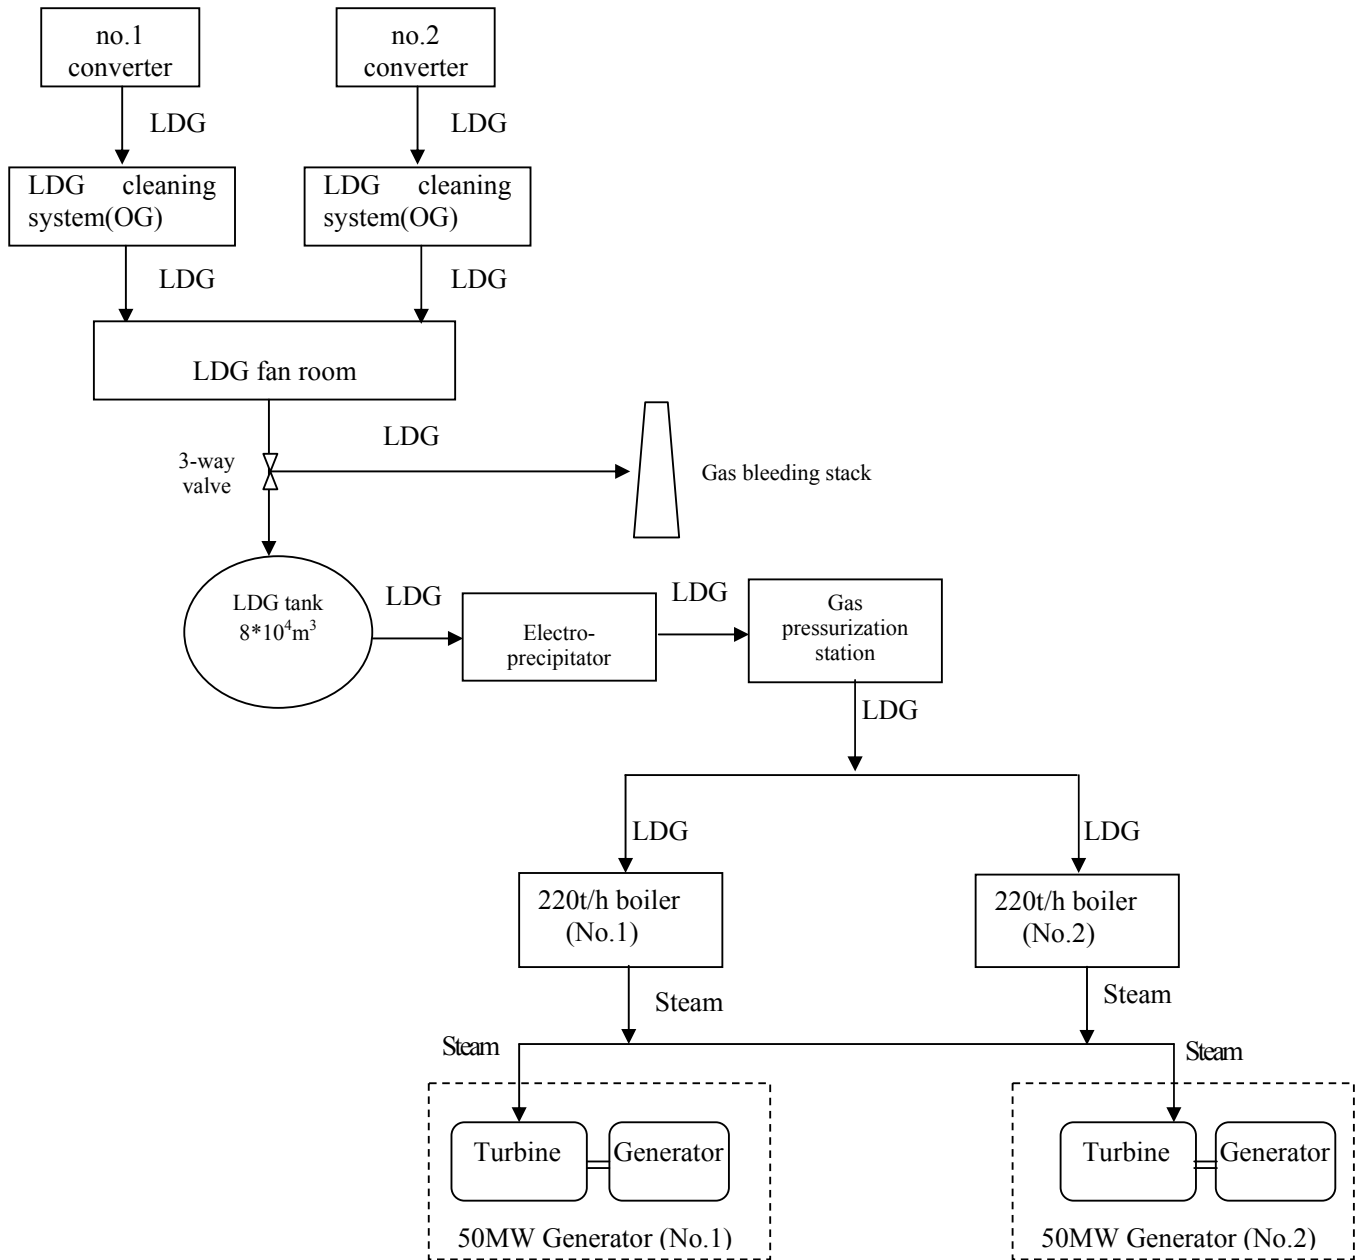 no.1
converter
no.2
converter
LDG
LDG
LDG cleaning
system(OG)
LDG cleaning
system(OG)
LDG
LDG
LDG fan room
LDG
3-way
valve
Gas bleeding stack
LDG tank
8*10⁴m³
LDG
Electro-
precipitator
LDG
Gas
pressurization
station
LDG
LDG
LDG
220t/h boiler
(No.1)
220t/h boiler
(No.2)
Steam
Steam
Steam
Steam
Turbine
Generator
Turbine
Generator
50MW Generator (No.1)
50MW Generator (No.2)